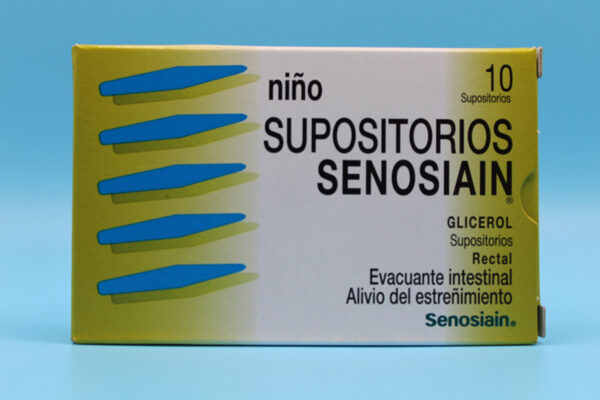 niño
10
Supositorios
SUPOSITORIOS
SENOSIAIN®
GLICEROL
Supositorios
Rectal
Evacuante intestinal
Alivio del estreñimiento
Senosiain®